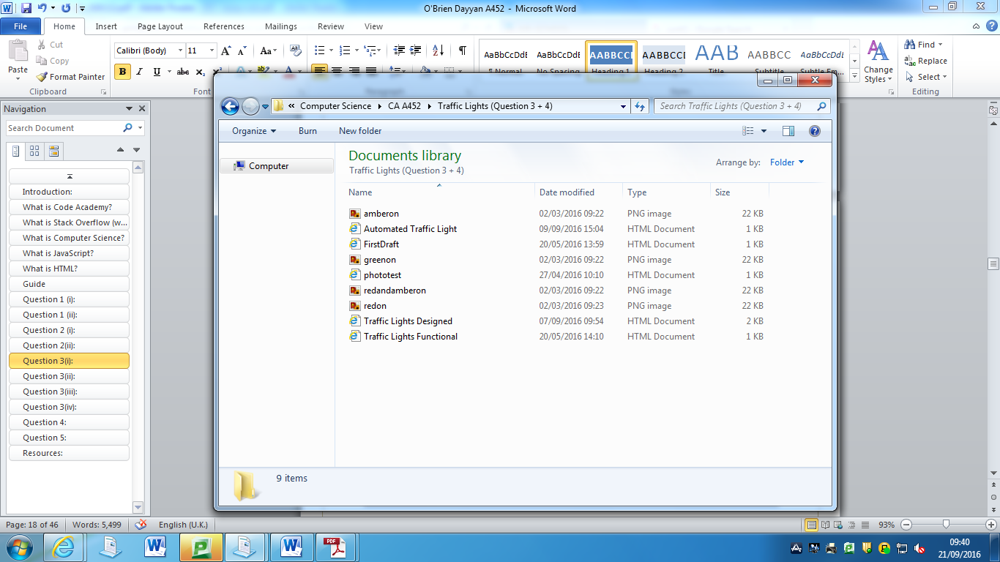 O'Brien Dayyan A452 - Microsoft Word
File Home Insert Page Layout References Mailings Review View
Paste
Cut
Copy
Format Painter
Clipboard
Calibri (Body) 11
Font
AaBbCcDdE AaBbCcDdE AABBCCI AABBCCE AAB AABBCC AaBbCcDd
¶ Normal No Spacing Heading 1 Heading 2 Title Subtitle Subtle Em...
Change Styles
Find
Replace
Select
Editing
Navigation
Search Document
Introduction:
What is Code Academy?
What is Stack Overflow (w...
What is Computer Science?
What is JavaScript?
What is HTML?
Guide
Question 1 (i):
Question 1 (ii):
Question 2 (i):
Question 2(ii):
Question 3(i):
Question 3(ii):
Question 3(iii):
Question 3(iv):
Question 4:
Question 5:
Resources:
« Computer Science CA A452 Traffic Lights (Question 3 + 4)
Search Traffic Lights (Question 3 + 4)
Organize Burn New folder
Computer
Documents library
Traffic Lights (Question 3 + 4)
Arrange by: Folder
Name Date modified Type Size
amberon 02/03/2016 09:22 PNG image 22 KB
Automated Traffic Light 09/09/2016 15:04 HTML Document 1 KB
FirstDraft 20/05/2016 13:59 HTML Document 1 KB
greenon 02/03/2016 09:22 PNG image 22 KB
phototest 27/04/2016 10:10 HTML Document 1 KB
redandamberon 02/03/2016 09:22 PNG image 22 KB
redon 02/03/2016 09:23 PNG image 22 KB
Traffic Lights Designed 07/09/2016 09:54 HTML Document 2 KB
Traffic Lights Functional 20/05/2016 14:10 HTML Document 1 KB
9 items
Page: 18 of 46 Words: 5,499 English (U.K.) 93%
09:40
21/09/2016